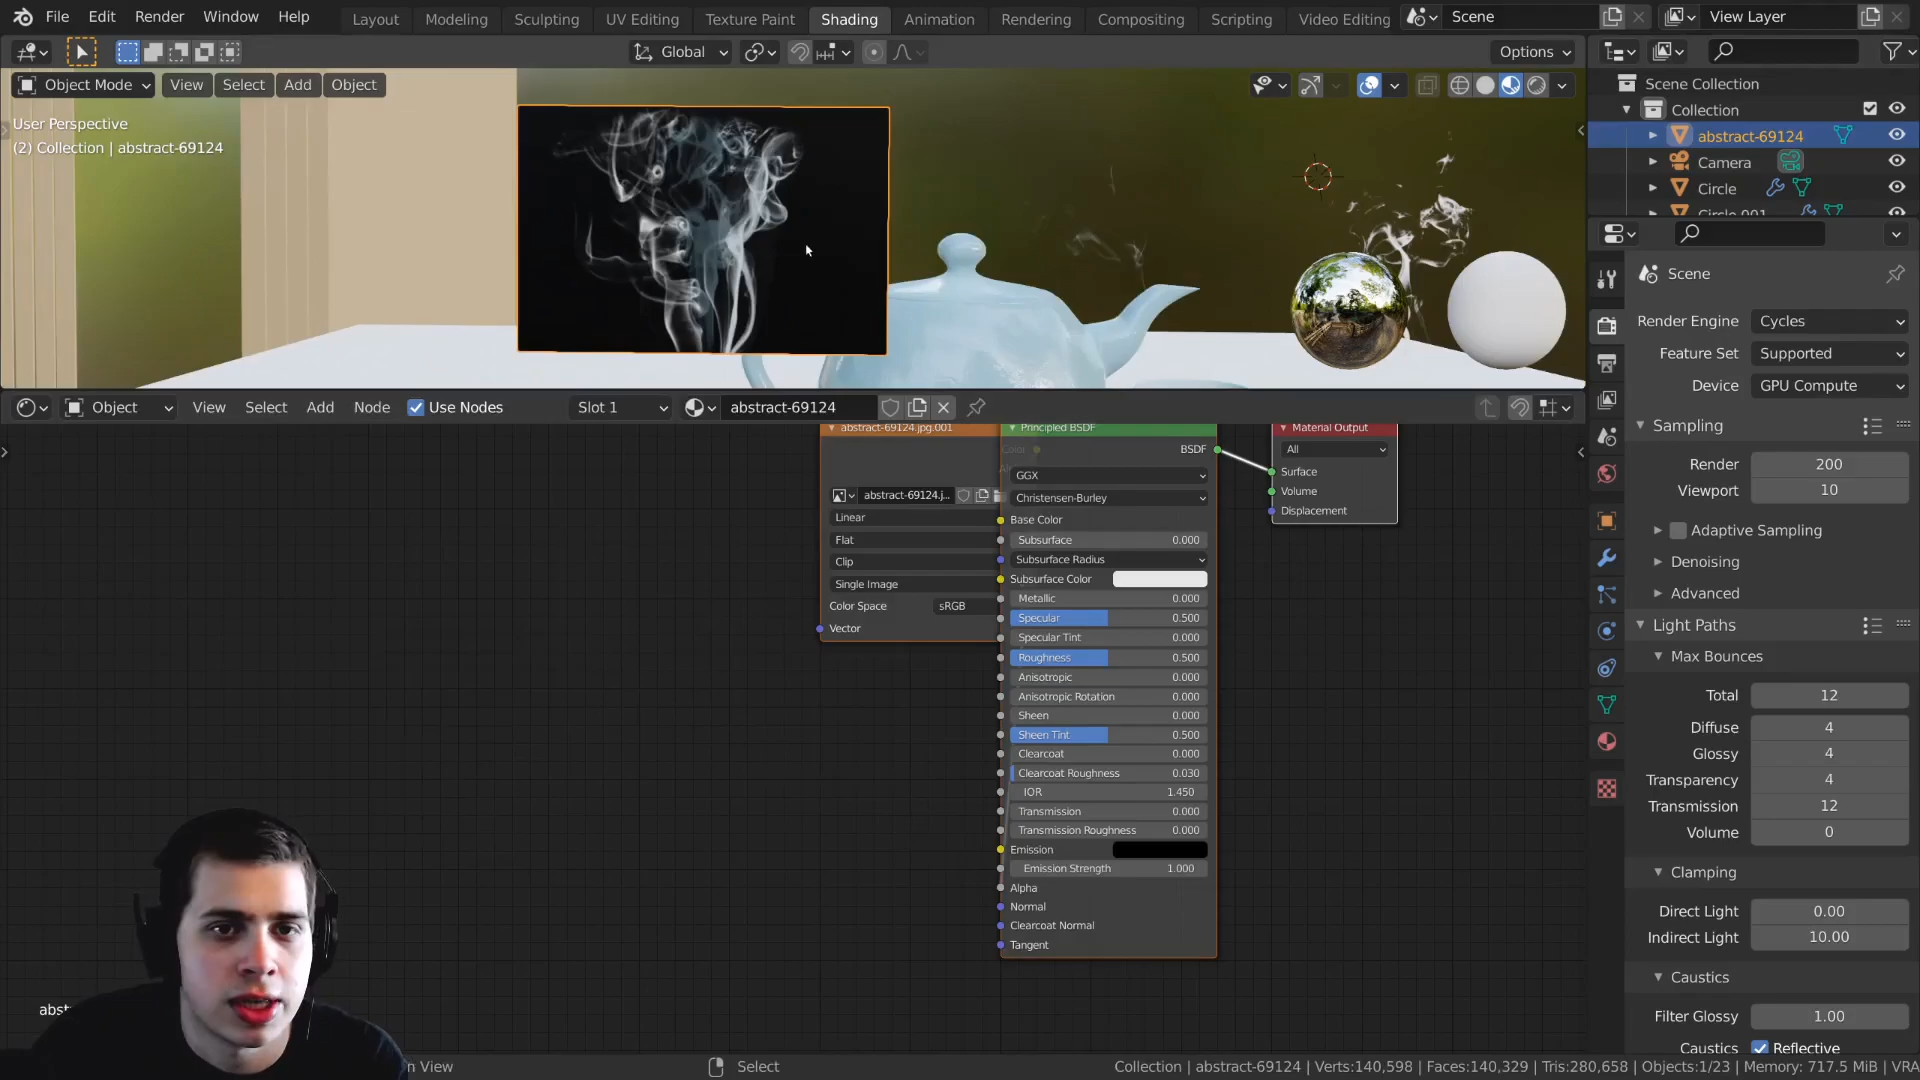 File Edit Render Window Help Layout Modeling Sculpting UV Editing Texture Paint Shading Animation Rendering Compositing Scripting Video Editing Scene View Layer
Global Options
Object Mode View Select Add Object
User Perspective
(2) Collection | abstract-69124
Scene Collection
Collection
abstract-69124
Camera
Circle
Circle.001
Scene
Render Engine Cycles
Feature Set Supported
Device GPU Compute
Sampling
Render 200
Viewport 10
Adaptive Sampling
Denoising
Advanced
Light Paths
Max Bounces
Total 12
Diffuse 4
Glossy 4
Transparency 4
Transmission 12
Volume 0
Clamping
Direct Light 0.00
Indirect Light 10.00
Caustics
Filter Glossy 1.00
Caustics Reflective
Object View Select Add Node Use Nodes Slot 1 abstract-69124
abstract-69124.jpg.001
Color
abstract-69124.j...
Linear
Flat
Clip
Single Image
Color Space sRGB
Vector
Principled BSDF
BSDF
GGX
Christensen-Burley
Base Color
Subsurface 0.000
Subsurface Radius
Subsurface Color
Metallic 0.000
Specular 0.500
Specular Tint 0.000
Roughness 0.500
Anisotropic 0.000
Anisotropic Rotation 0.000
Sheen 0.000
Sheen Tint 0.500
Clearcoat 0.000
Clearcoat Roughness 0.030
IOR 1.450
Transmission 0.000
Transmission Roughness 0.000
Emission
Emission Strength 1.000
Alpha
Normal
Clearcoat Normal
Tangent
Material Output
All
Surface
Volume
Displacement
abst
n View Select Collection | abstract-69124 | Verts:140,598 | Faces:140,329 | Tris:280,658 | Objects:1/23 | Memory: 717.5 MiB | VRA